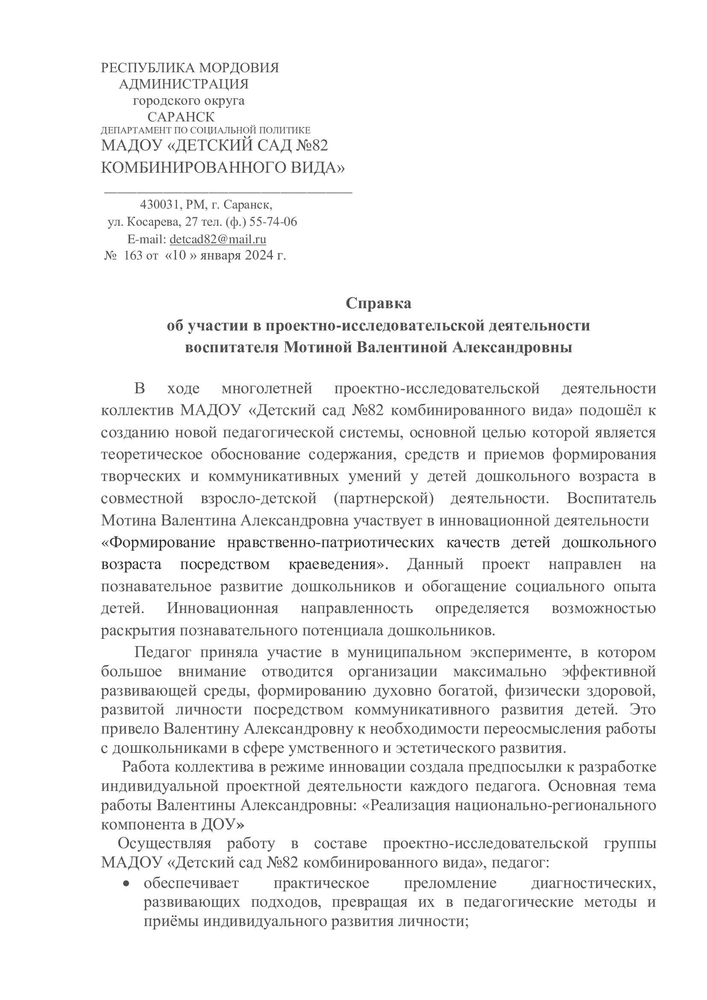 РЕСПУБЛИКА МОРДОВИЯ
АДМИНИСТРАЦИЯ
городского округа
САРАНСК
ДЕПАРТАМЕНТ ПО СОЦИАЛЬНОЙ ПОЛИТИКЕ
МАДОУ «ДЕТСКИЙ САД №82
КОМБИНИРОВАННОГО ВИДА»
430031, РМ, г. Саранск,
ул. Косарева, 27 тел. (ф.) 55-74-06
E-mail: detcad82@mail.ru
№ 163 от «10 » января 2024 г.
Справка
об участии в проектно-исследовательской деятельности
воспитателя Мотиной Валентиной Александровны
В ходе многолетней проектно-исследовательской деятельности
коллектив МАДОУ «Детский сад №82 комбинированного вида» подошёл к
созданию новой педагогической системы, основной целью которой является
теоретическое обоснование содержания, средств и приемов формирования
творческих и коммуникативных умений у детей дошкольного возраста в
совместной взросло-детской (партнерской) деятельности. Воспитатель
Мотина Валентина Александровна участвует в инновационной деятельности
«Формирование нравственно-патриотических качеств детей дошкольного
возраста посредством краеведения». Данный проект направлен на
познавательное развитие дошкольников и обогащение социального опыта
детей. Инновационная направленность определяется возможностью
раскрытия познавательного потенциала дошкольников.
Педагог приняла участие в муниципальном эксперименте, в котором
большое внимание отводится организации максимально эффективной
развивающей среды, формированию духовно богатой, физически здоровой,
развитой личности посредством коммуникативного развития детей. Это
привело Валентину Александровну к необходимости переосмысления работы
с дошкольниками в сфере умственного и эстетического развития.
Работа коллектива в режиме инновации создала предпосылки к разработке
индивидуальной проектной деятельности каждого педагога. Основная тема
работы Валентины Александровны: «Реализация национально-регионального
компонента в ДОУ»
Осуществляя работу в составе проектно-исследовательской группы
МАДОУ «Детский сад №82 комбинированного вида», педагог:
• обеспечивает практическое преломление диагностических,
развивающих подходов, превращая их в педагогические методы и
приёмы индивидуального развития личности;